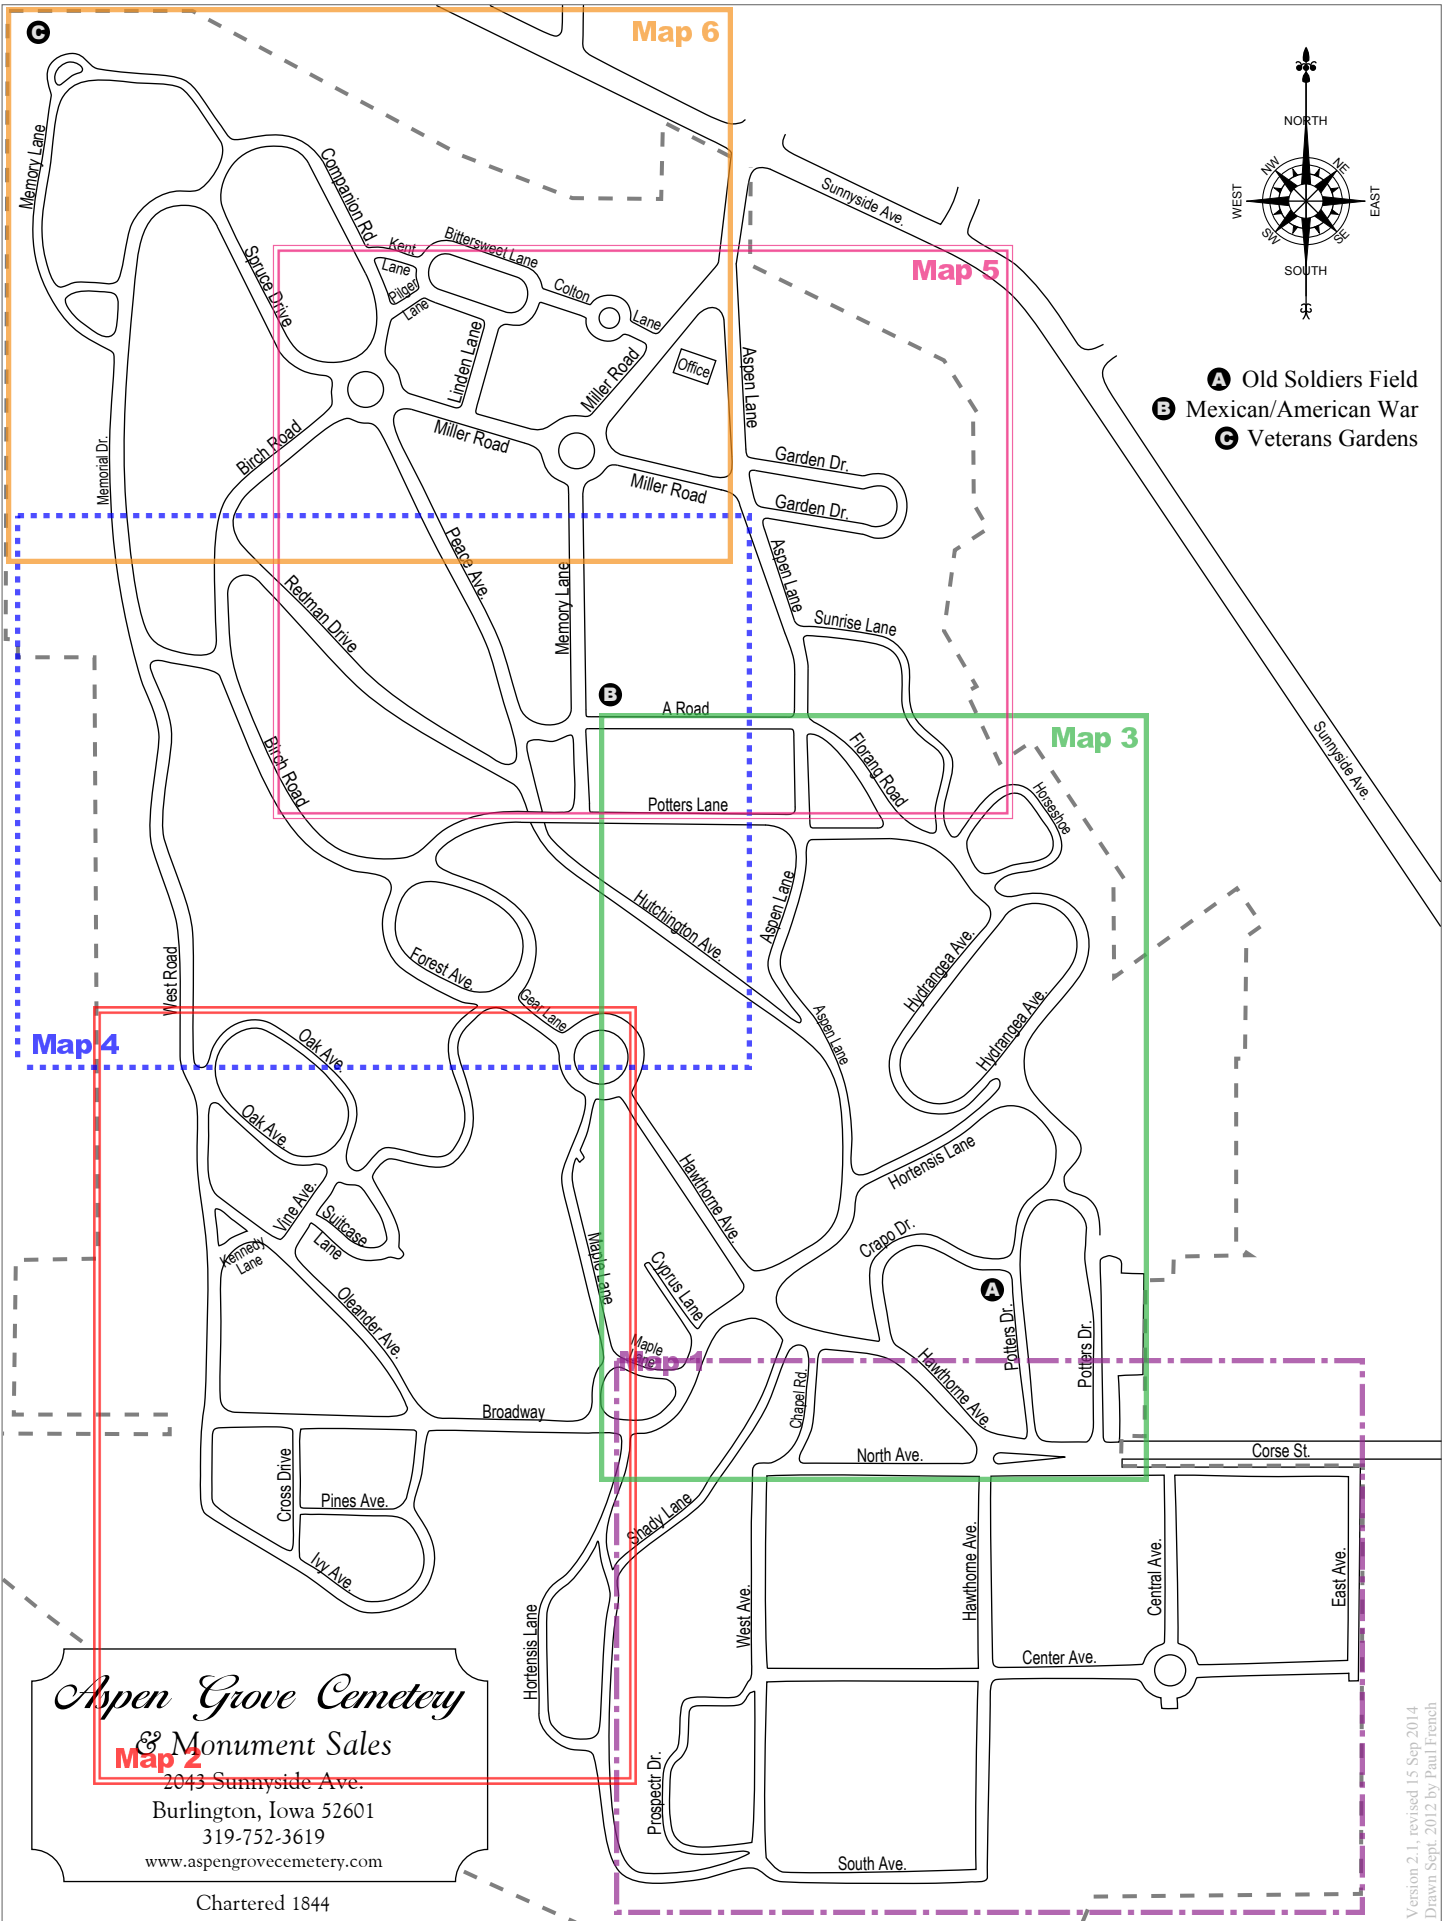 C
Map 6
NORTH
NW
NE
WEST
EAST
SW
SE
SOUTH
Memory Lane
Companion Rd.
Sunnyside Ave.
Kent
Lane
Bittersweet Lane
Map 5
Spruce Drive
Pilger
Lane
Colton
Lane
Linden Lane
Miller Road
Office
Aspen Lane
A Old Soldiers Field
B Mexican/American War
C Veterans Gardens
Memorial Dr.
Birch Road
Miller Road
Miller Road
Garden Dr.
Garden Dr.
Peace Ave.
Aspen Lane
Redman Drive
Memory Lane
Sunrise Lane
B
A Road
Map 3
Birch Road
Florang Road
Sunnyside Ave.
Potters Lane
Horseshoe
Hutchington Ave.
Aspen Lane
West Road
Forest Ave.
Gear Lane
Hydrangea Ave.
Hydrangea Ave.
Aspen Lane
Map 4
Oak Ave.
Oak Ave.
Hortensis Lane
Vine Ave.
Suitcase
Lane
Kennedy
Lane
Hawthorne Ave.
Crapo Dr.
Maple Lane
Cyprus Lane
A
Oleander Ave.
Potters Dr.
Potters Dr.
Maple
Lane
Map 1
Hawthorne Ave.
Chapel Rd.
Broadway
North Ave.
Corse St.
Cross Drive
Pines Ave.
Shady Lane
Ivy Ave.
West Ave.
Hawthorne Ave.
Central Ave.
East Ave.
Hortensis Lane
Center Ave.
Aspen Grove Cemetery
& Monument Sales
Map 2
2043 Sunnyside Ave.
Burlington, Iowa 52601
319-752-3619
www.aspengrovecemetery.com
Chartered 1844
Prospectr Dr.
South Ave.
Version 2.1, revised 15 Sep 2014
Drawn Sept. 2012 by Paul French